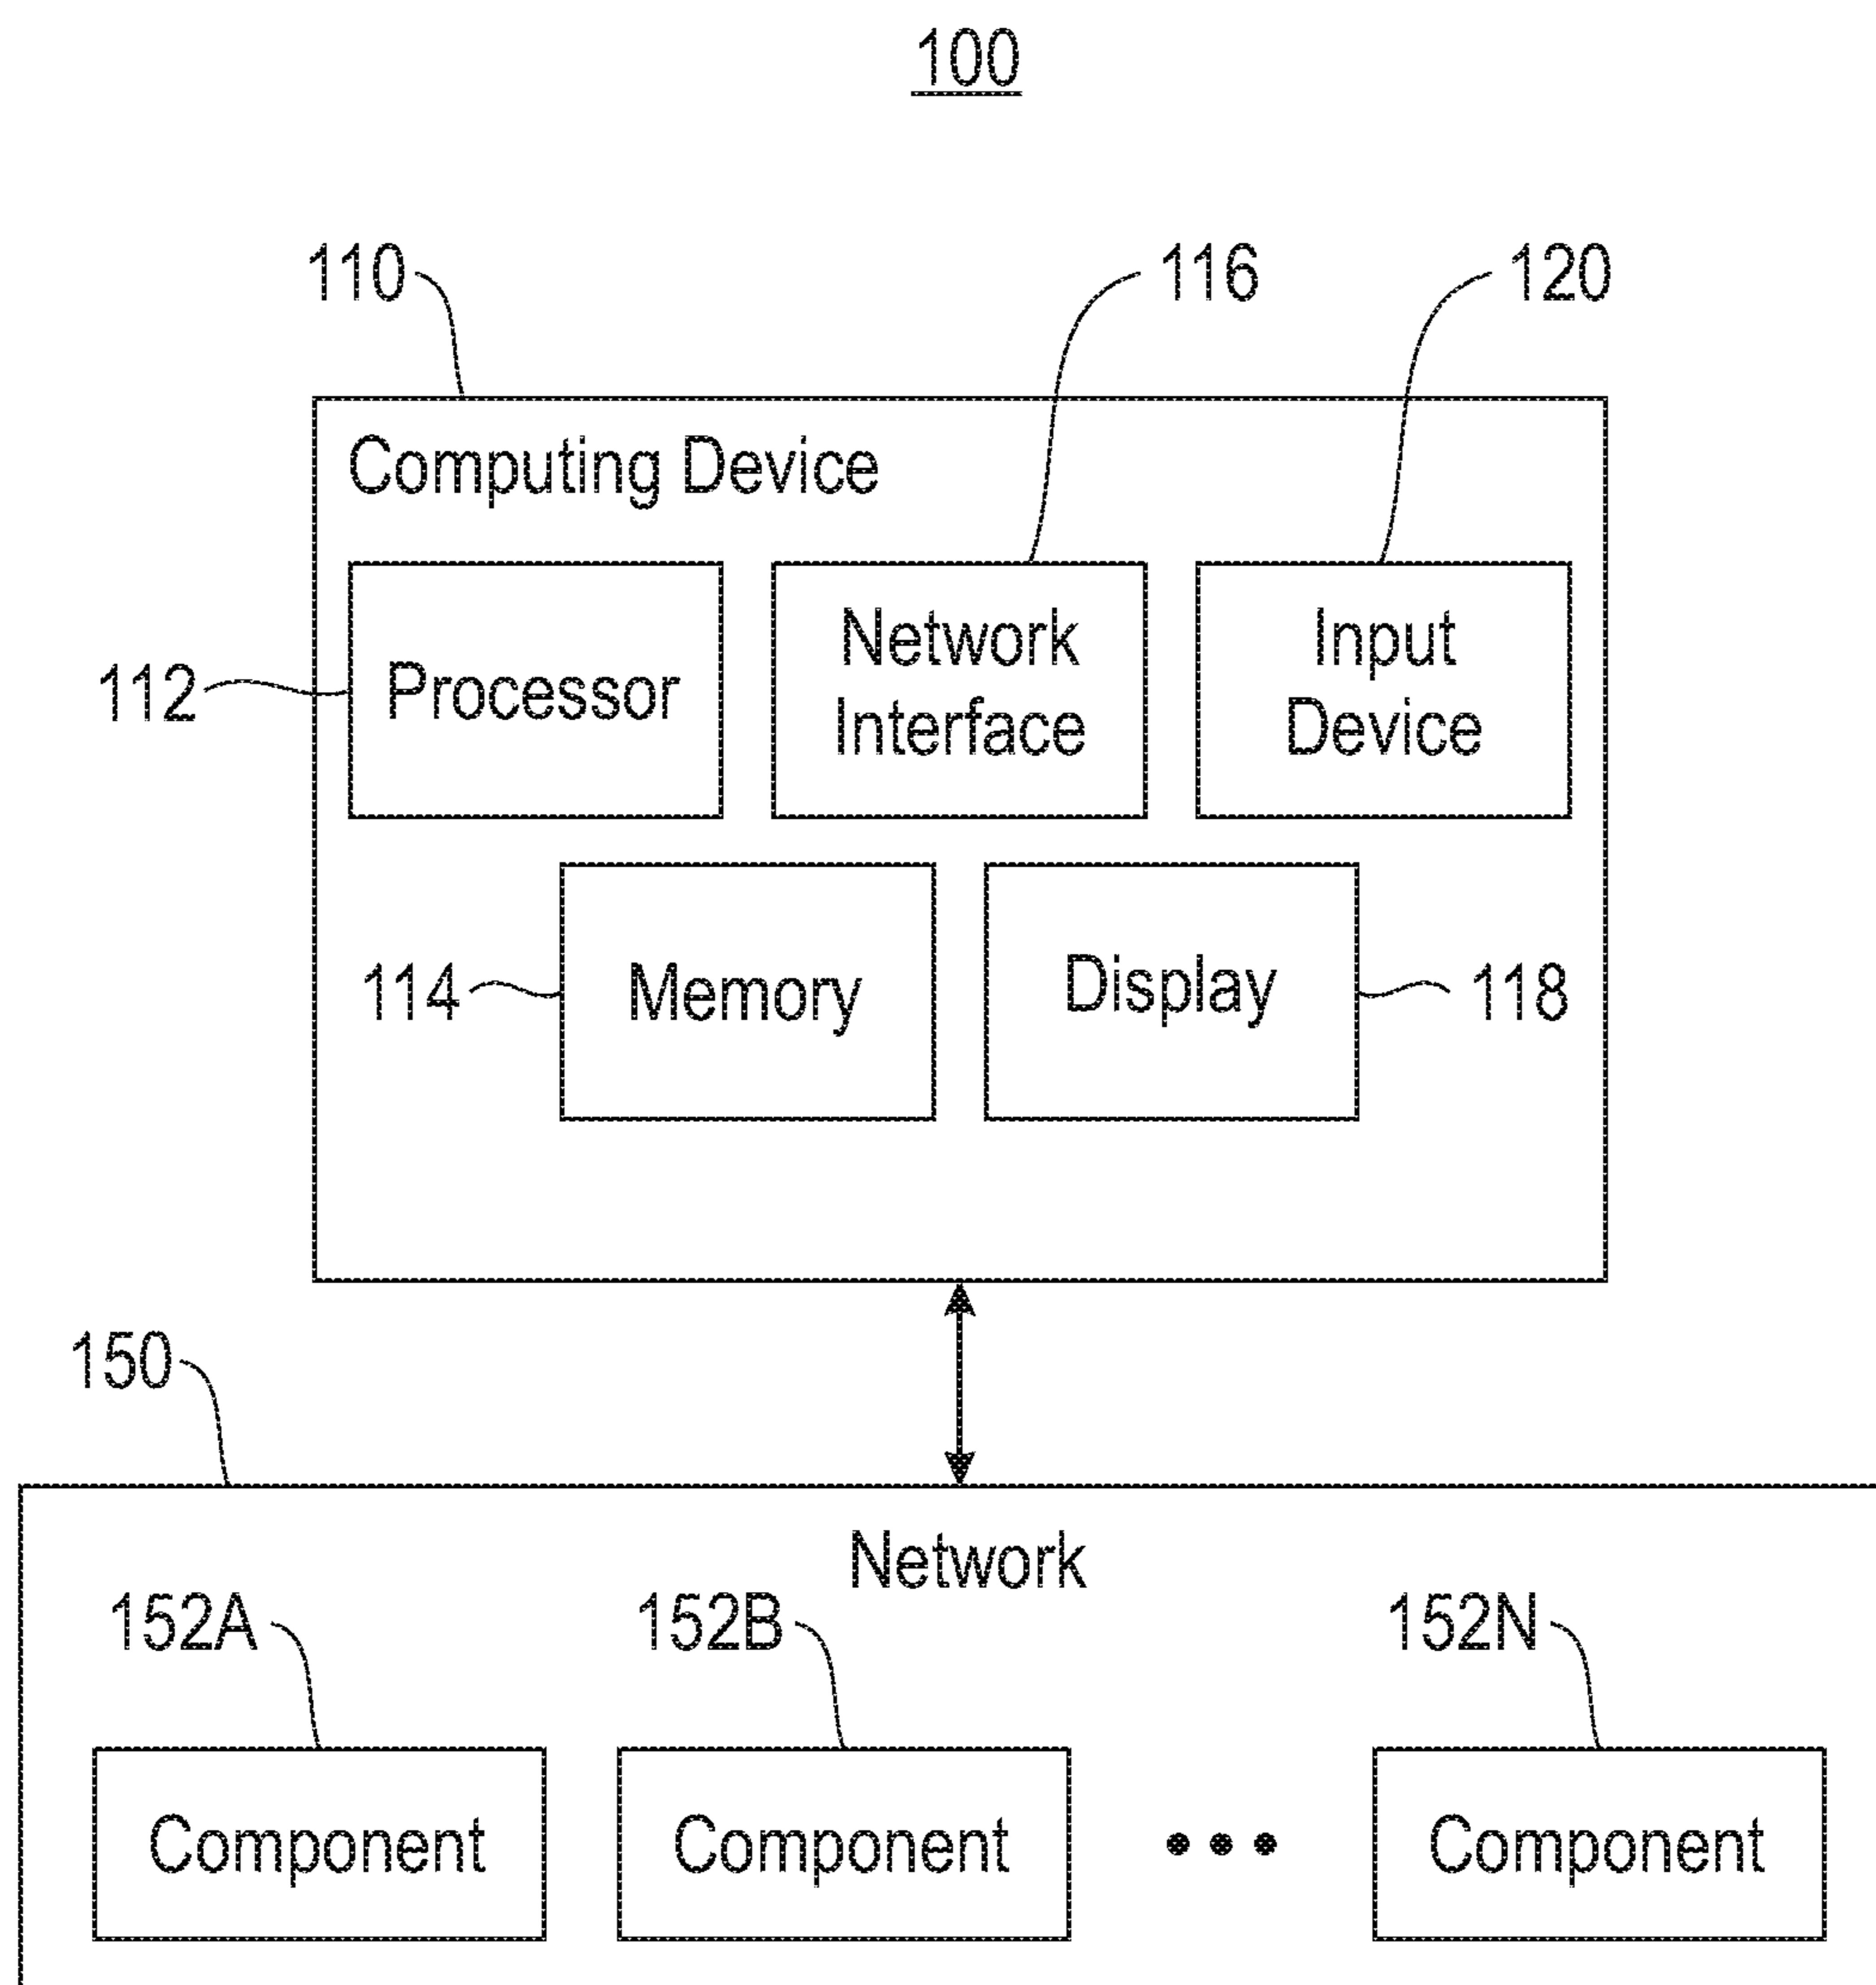 100
110
116
120
Computing Device
Processor
Network
Interface
Input
Device
112
114
Memory
Display
118
150
Network
152A
152B
152N
Component
Component
Component